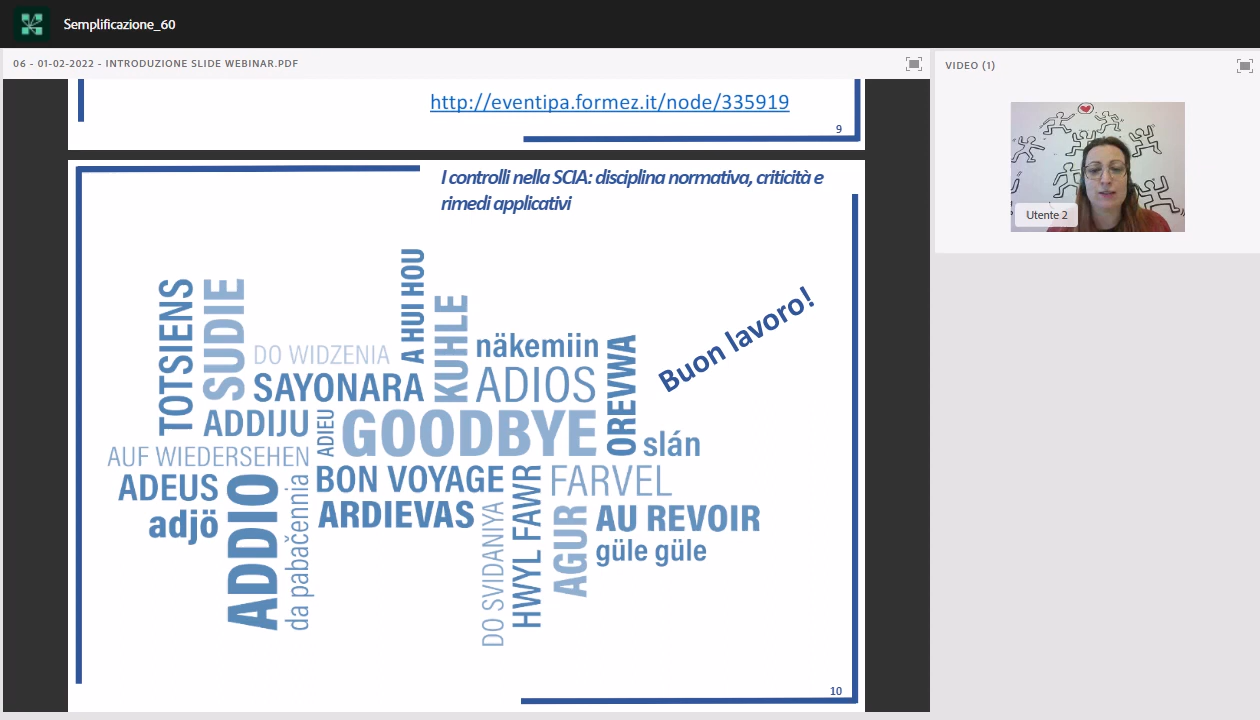 Semplificazione_60
06 - 01-02-2022 - INTRODUZIONE SLIDE WEBINAR.PDF
VIDEO (1)
http://eventipa.formez.it/node/335919
9
I controlli nella SCIA: disciplina normativa, criticità e
rimedi applicativi
Utente 2
Buon lavoro!
TOTSIENS
SUDIE
DO WIDZENIA
A HUI HOU
KUHLE
näkemiin
SAYONARA
ADIOS
OREVWA
ADDIJU
ADIEU
GOODBYE
slán
AUF WIEDERSEHEN
BON VOYAGE
FARVEL
ADEUS
ADDIO
da pabačennia
ARDIEVAS
DO SVIDANIYA
HWYL FAWR
AGUR
AU REVOIR
adjö
güle güle
10